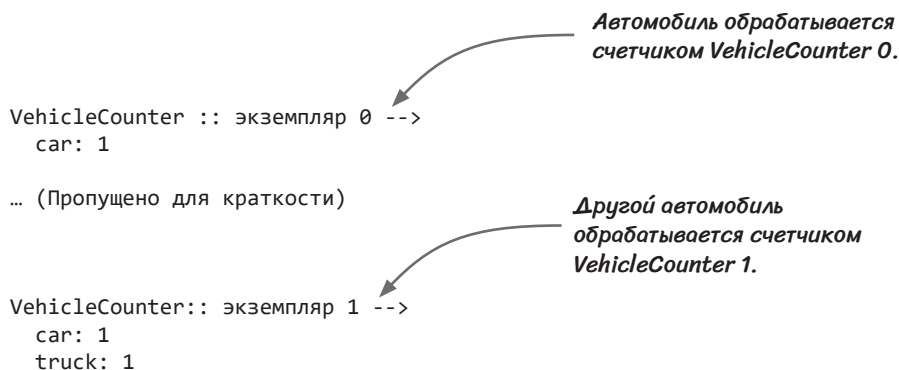 Автомобиль обрабатывается
счетчиком VehicleCounter 0.
VehicleCounter :: экземпляр 0 -->
car: 1
… (Пропущено для краткости)
Другой автомобиль
обрабатывается счетчиком
VehicleCounter 1.
VehicleCounter:: экземпляр 1 -->
car: 1
truck: 1